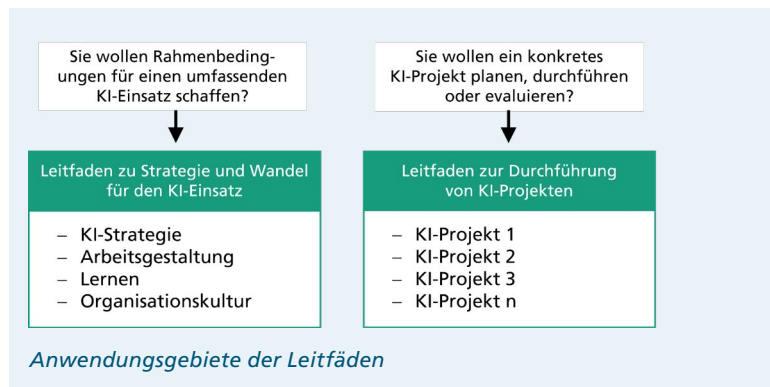 Sie wollen Rahmenbeding-
ungen für einen umfassenden
KI-Einsatz schaffen?
Sie wollen ein konkretes
KI-Projekt planen, durchführen
oder evaluieren?
Leitfaden zu Strategie und Wandel
für den KI-Einsatz
– KI-Strategie
– Arbeitsgestaltung
– Lernen
– Organisationskultur
Leitfaden zur Durchführung
von KI-Projekten
– KI-Projekt 1
– KI-Projekt 2
– KI-Projekt 3
– KI-Projekt n
Anwendungsgebiete der Leitfäden